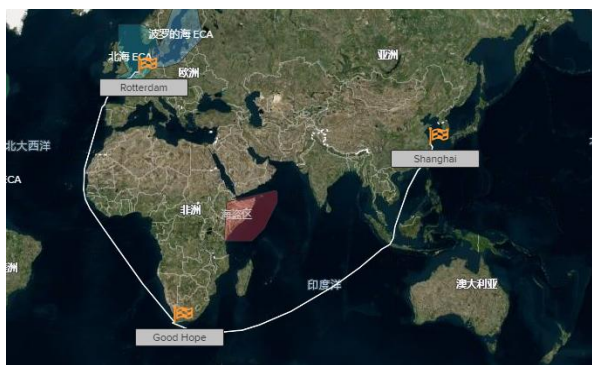 波罗的海 ECA
亚洲
北海 ECA
欧洲
Rotterdam
北大西洋
Shanghai
ECA
非洲
海盗区
洲
印度洋
澳大利亚
Good Hope